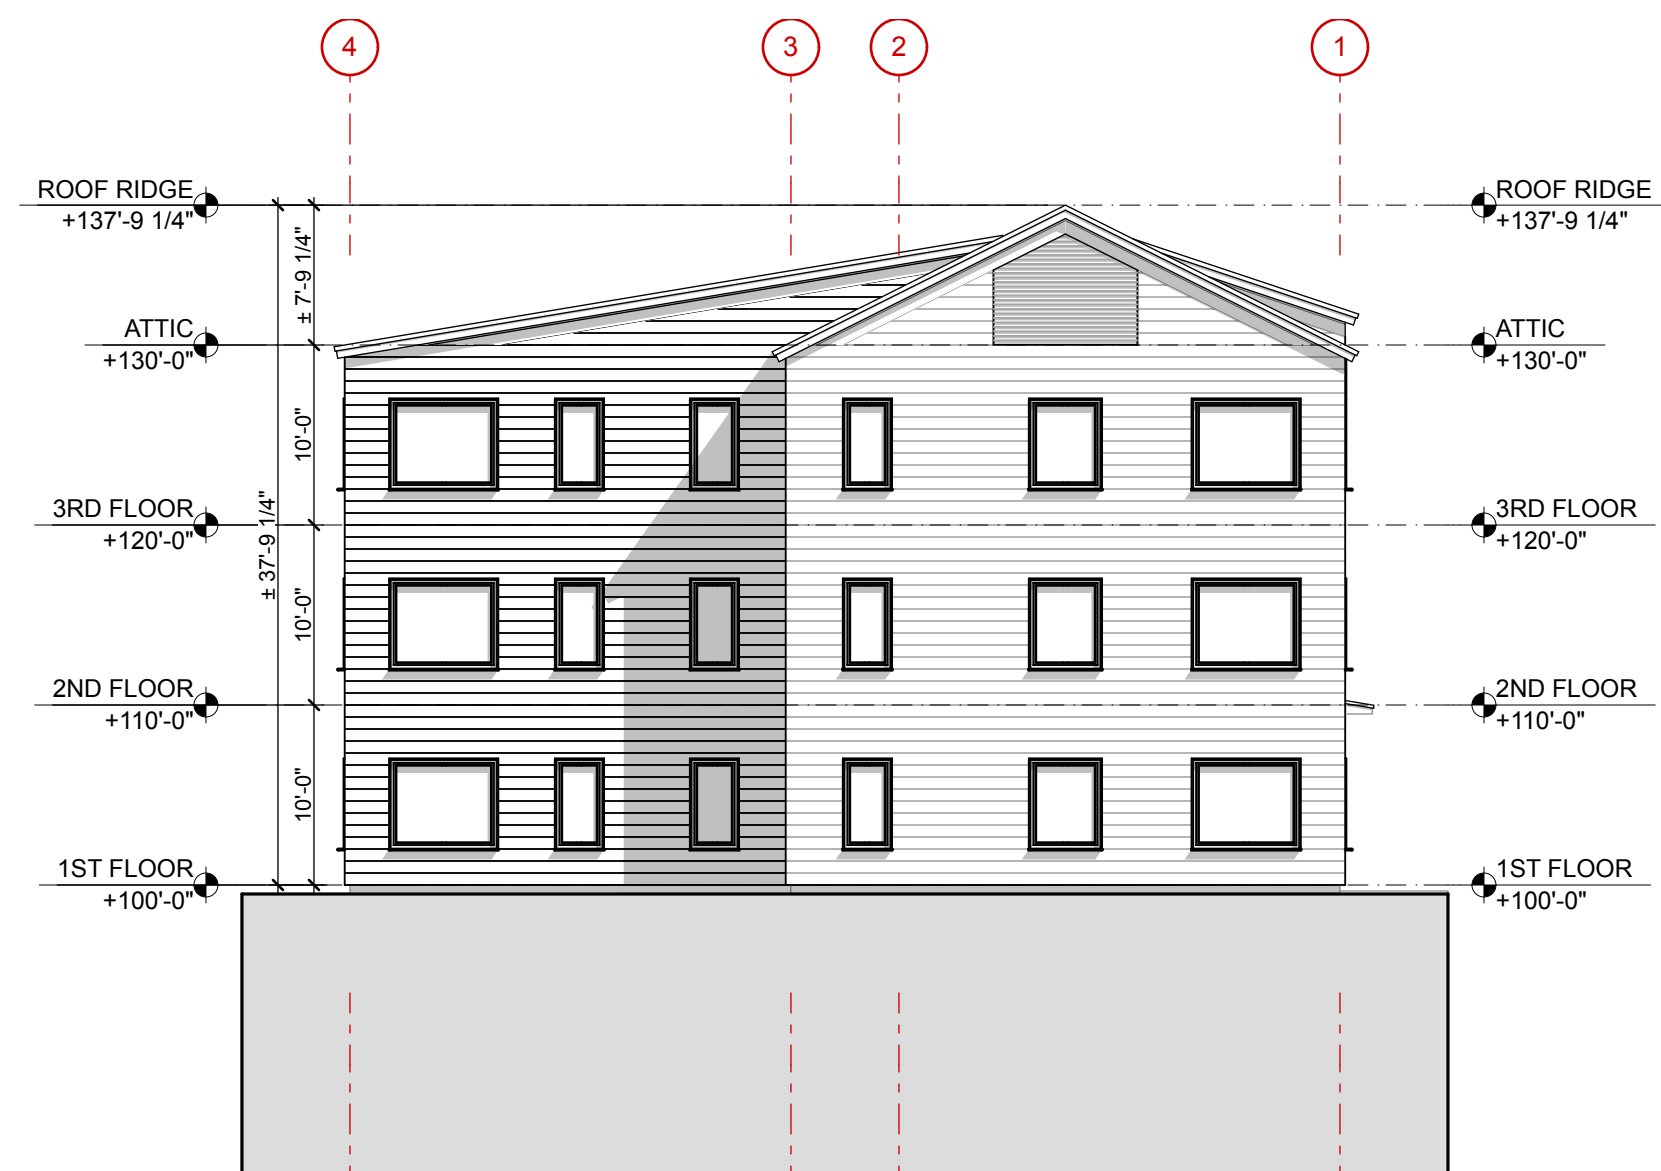 4
3
2
1
ROOF RIDGE
+137'-9 1/4"
ROOF RIDGE
+137'-9 1/4"
± 7'-9 1/4"
ATTIC
+130'-0"
ATTIC
+130'-0"
10'-0"
± 37'-9 1/4"
3RD FLOOR
+120'-0"
3RD FLOOR
+120'-0"
10'-0"
2ND FLOOR
+110'-0"
2ND FLOOR
+110'-0"
10'-0"
1ST FLOOR
+100'-0"
1ST FLOOR
+100'-0"